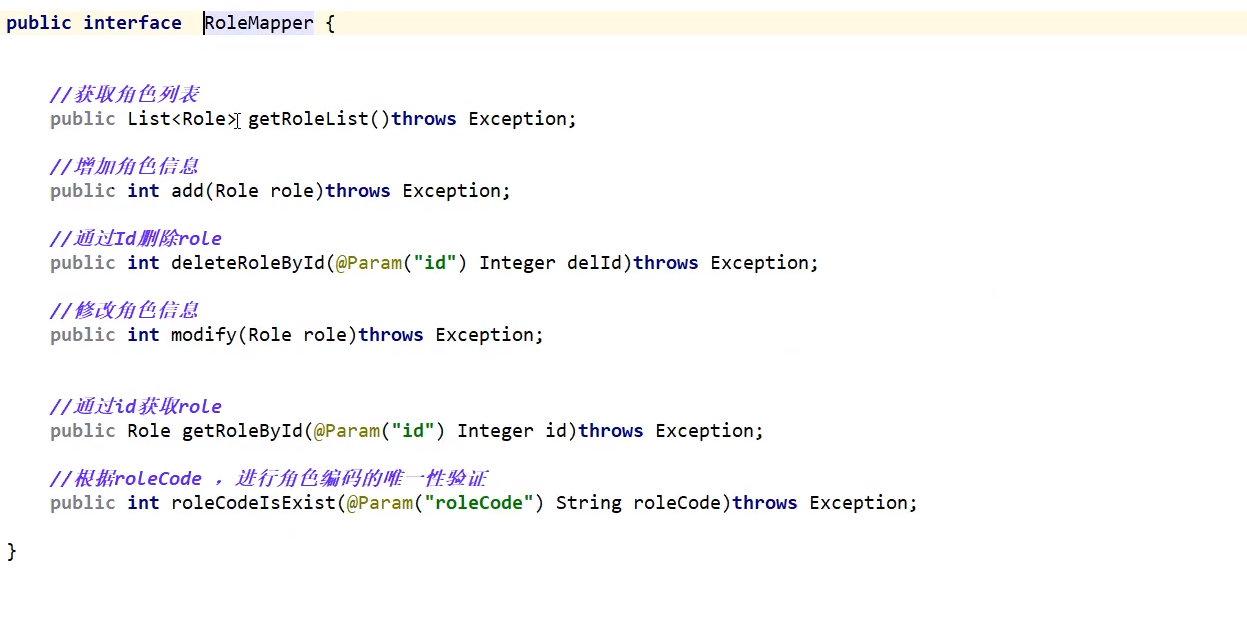 public interface  RoleMapper {
//获取角色列表
public List<Role> getRoleList()throws Exception;
//增加角色信息
public int add(Role role)throws Exception;
//通过Id删除role
public int deleteRoleById(@Param("id") Integer delId)throws Exception;
//修改角色信息
public int modify(Role role)throws Exception;
//通过id获取role
public Role getRoleById(@Param("id") Integer id)throws Exception;
//根据roleCode ，进行角色编码的唯一性验证
public int roleCodeIsExist(@Param("roleCode") String roleCode)throws Exception;
}